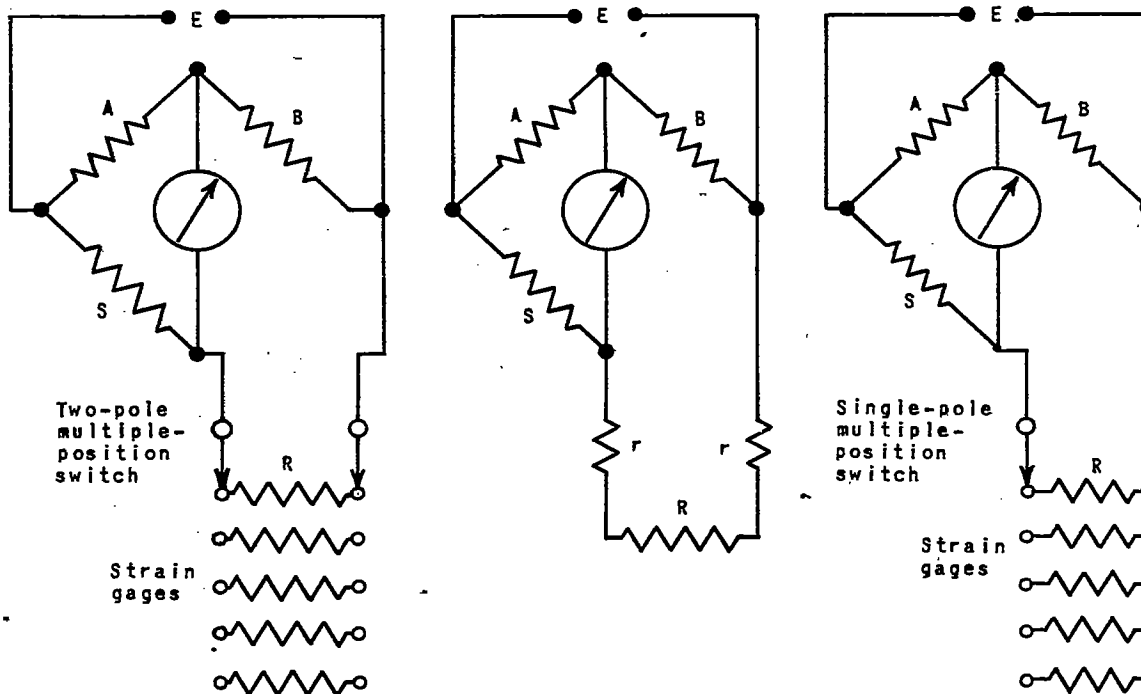 E
A
B
S
Two-pole
multiple-
position
switch
R
Strain
gages
E
A
B
S
r
r
R
E
A
B
S
Single-pole
multiple-
position
switch
R
Strain
gages